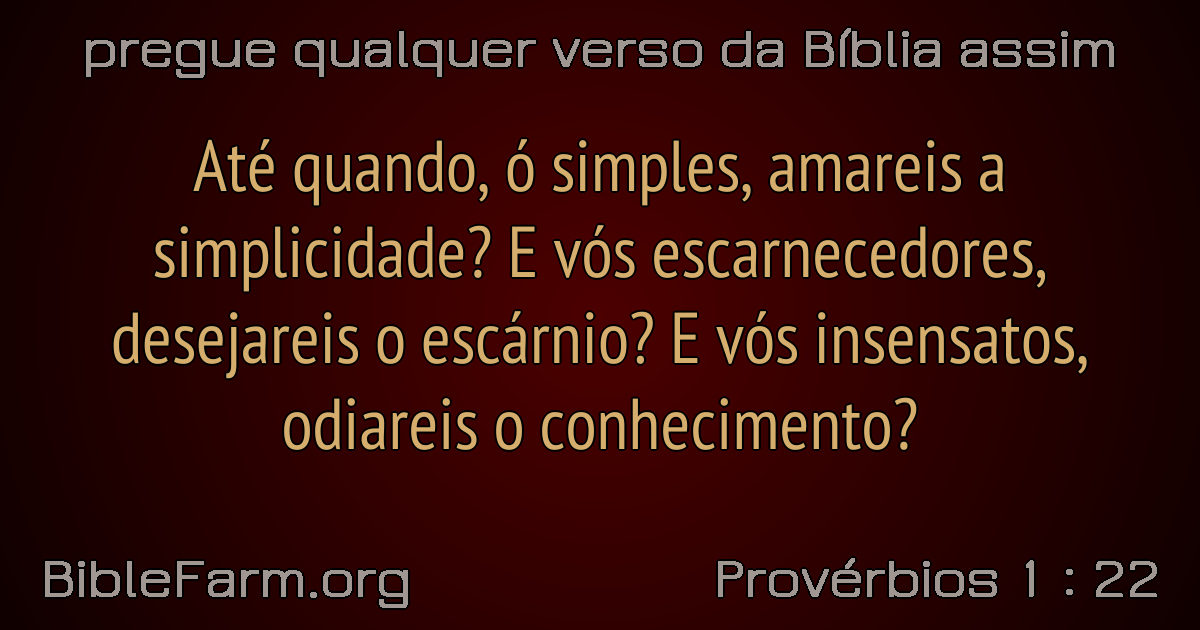 pregue qualquer verso da Bíblia assim
Até quando, ó simples, amareis a
simplicidade? E vós escarnecedores,
desejareis o escárnio? E vós insensatos,
odiareis o conhecimento?
BibleFarm.org
Provérbios 1 : 22